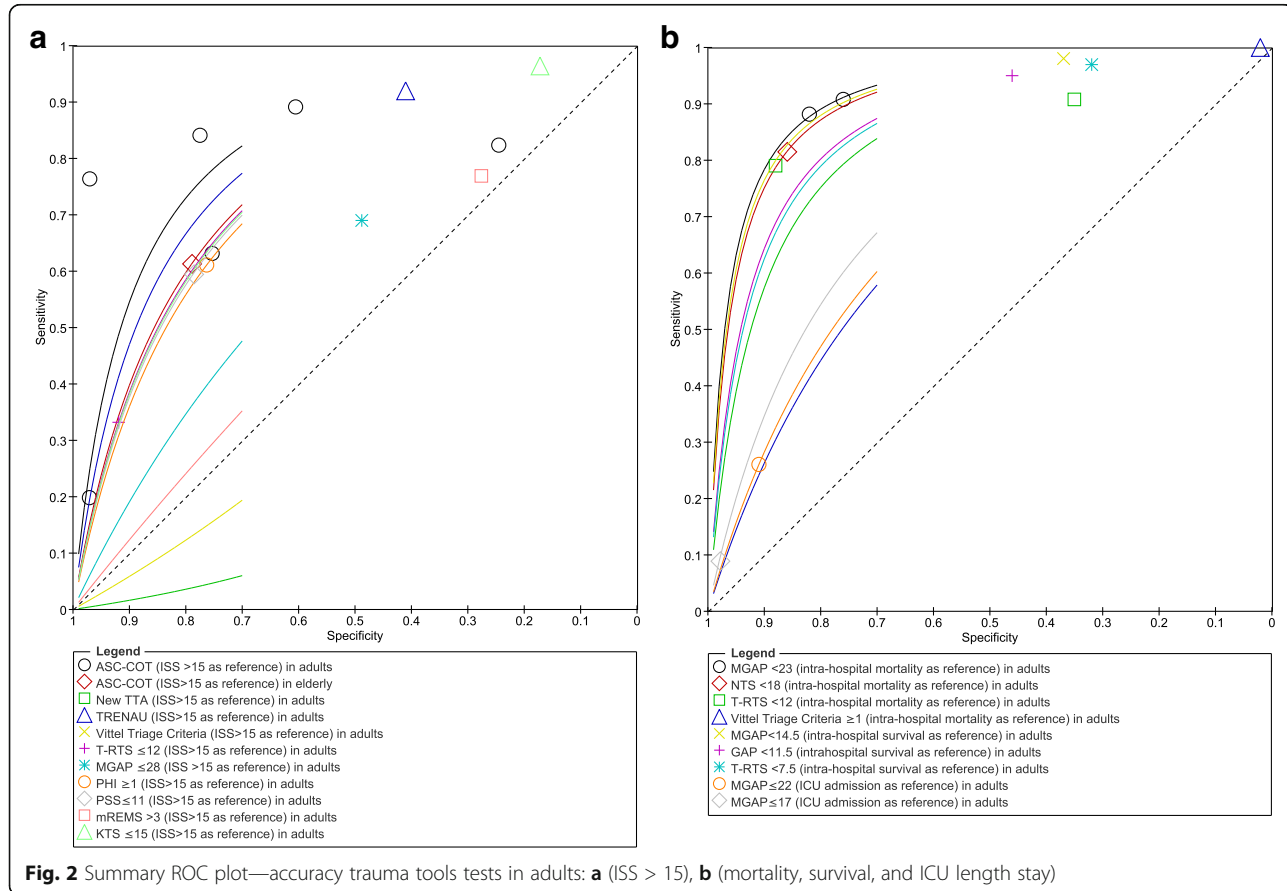 a
1
0.9
0.8
0.7
0.6
0.5
0.4
0.3
0.2
0.1
0
Sensitivity
1 0.9 0.8 0.7 0.6 0.5 0.4 0.3 0.2 0.1 0
Specificity
Legend
ASC-COT (ISS >15 as reference) in adults
ASC-COT (ISS>15 as reference) in elderly
New TTA (ISS>15 as reference) in adults
TRENAU (ISS>15 as reference) in adults
Vittel Triage Criteria (ISS>15 as reference) in adults
T-RTS ≤12 (ISS>15 as reference) in adults
MGAP ≤28 (ISS >15 as reference) in adults
PHI ≥1 (ISS>15 as reference) in adults
PSS≤11 (ISS>15 as reference) in adults
mREMS >3 (ISS>15 as reference) in adults
KTS ≤15 (ISS>15 as reference) in adults
b
1
0.9
0.8
0.7
0.6
0.5
0.4
0.3
0.2
0.1
0
Sensitivity
1 0.9 0.8 0.7 0.6 0.5 0.4 0.3 0.2 0.1 0
Specificity
Legend
MGAP <23 (intra-hospital mortality as reference) in adults
NTS <18 (intra-hospital mortality as reference) in adults
T-RTS <12 (intra-hospital mortality as reference) in adults
Vittel Triage Criteria ≥1 (intra-hospital mortality as reference) in adults
MGAP<14.5 (intra-hospital survival as reference) in adults
GAP <11.5 (intrahospital survival as reference) in adults
T-RTS <7.5 (intra-hospital survival as reference) in adults
MGAP≤22 (ICU admission as reference) in adults
MGAP≤17 (ICU admission as reference) in adults
Fig. 2 Summary ROC plot—accuracy trauma tools tests in adults: a (ISS > 15), b (mortality, survival, and ICU length stay)